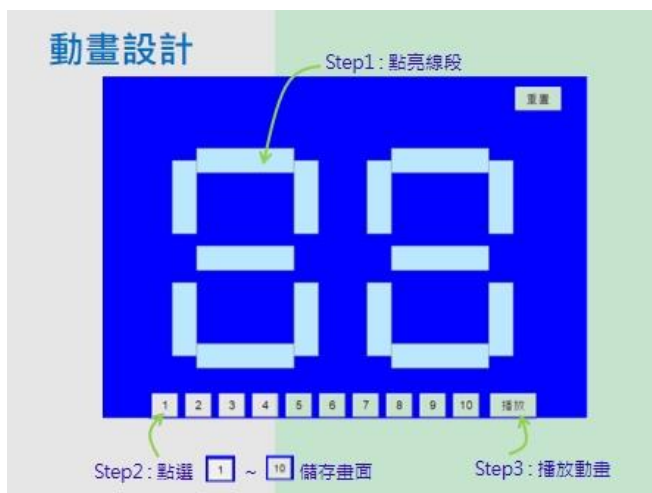 動畫設計
Step1 : 點亮線段
重置
1 2 3 4 5 6 7 8 9 10 播放
Step2 : 點選 1 ~ 10 儲存畫面
Step3 : 播放動畫